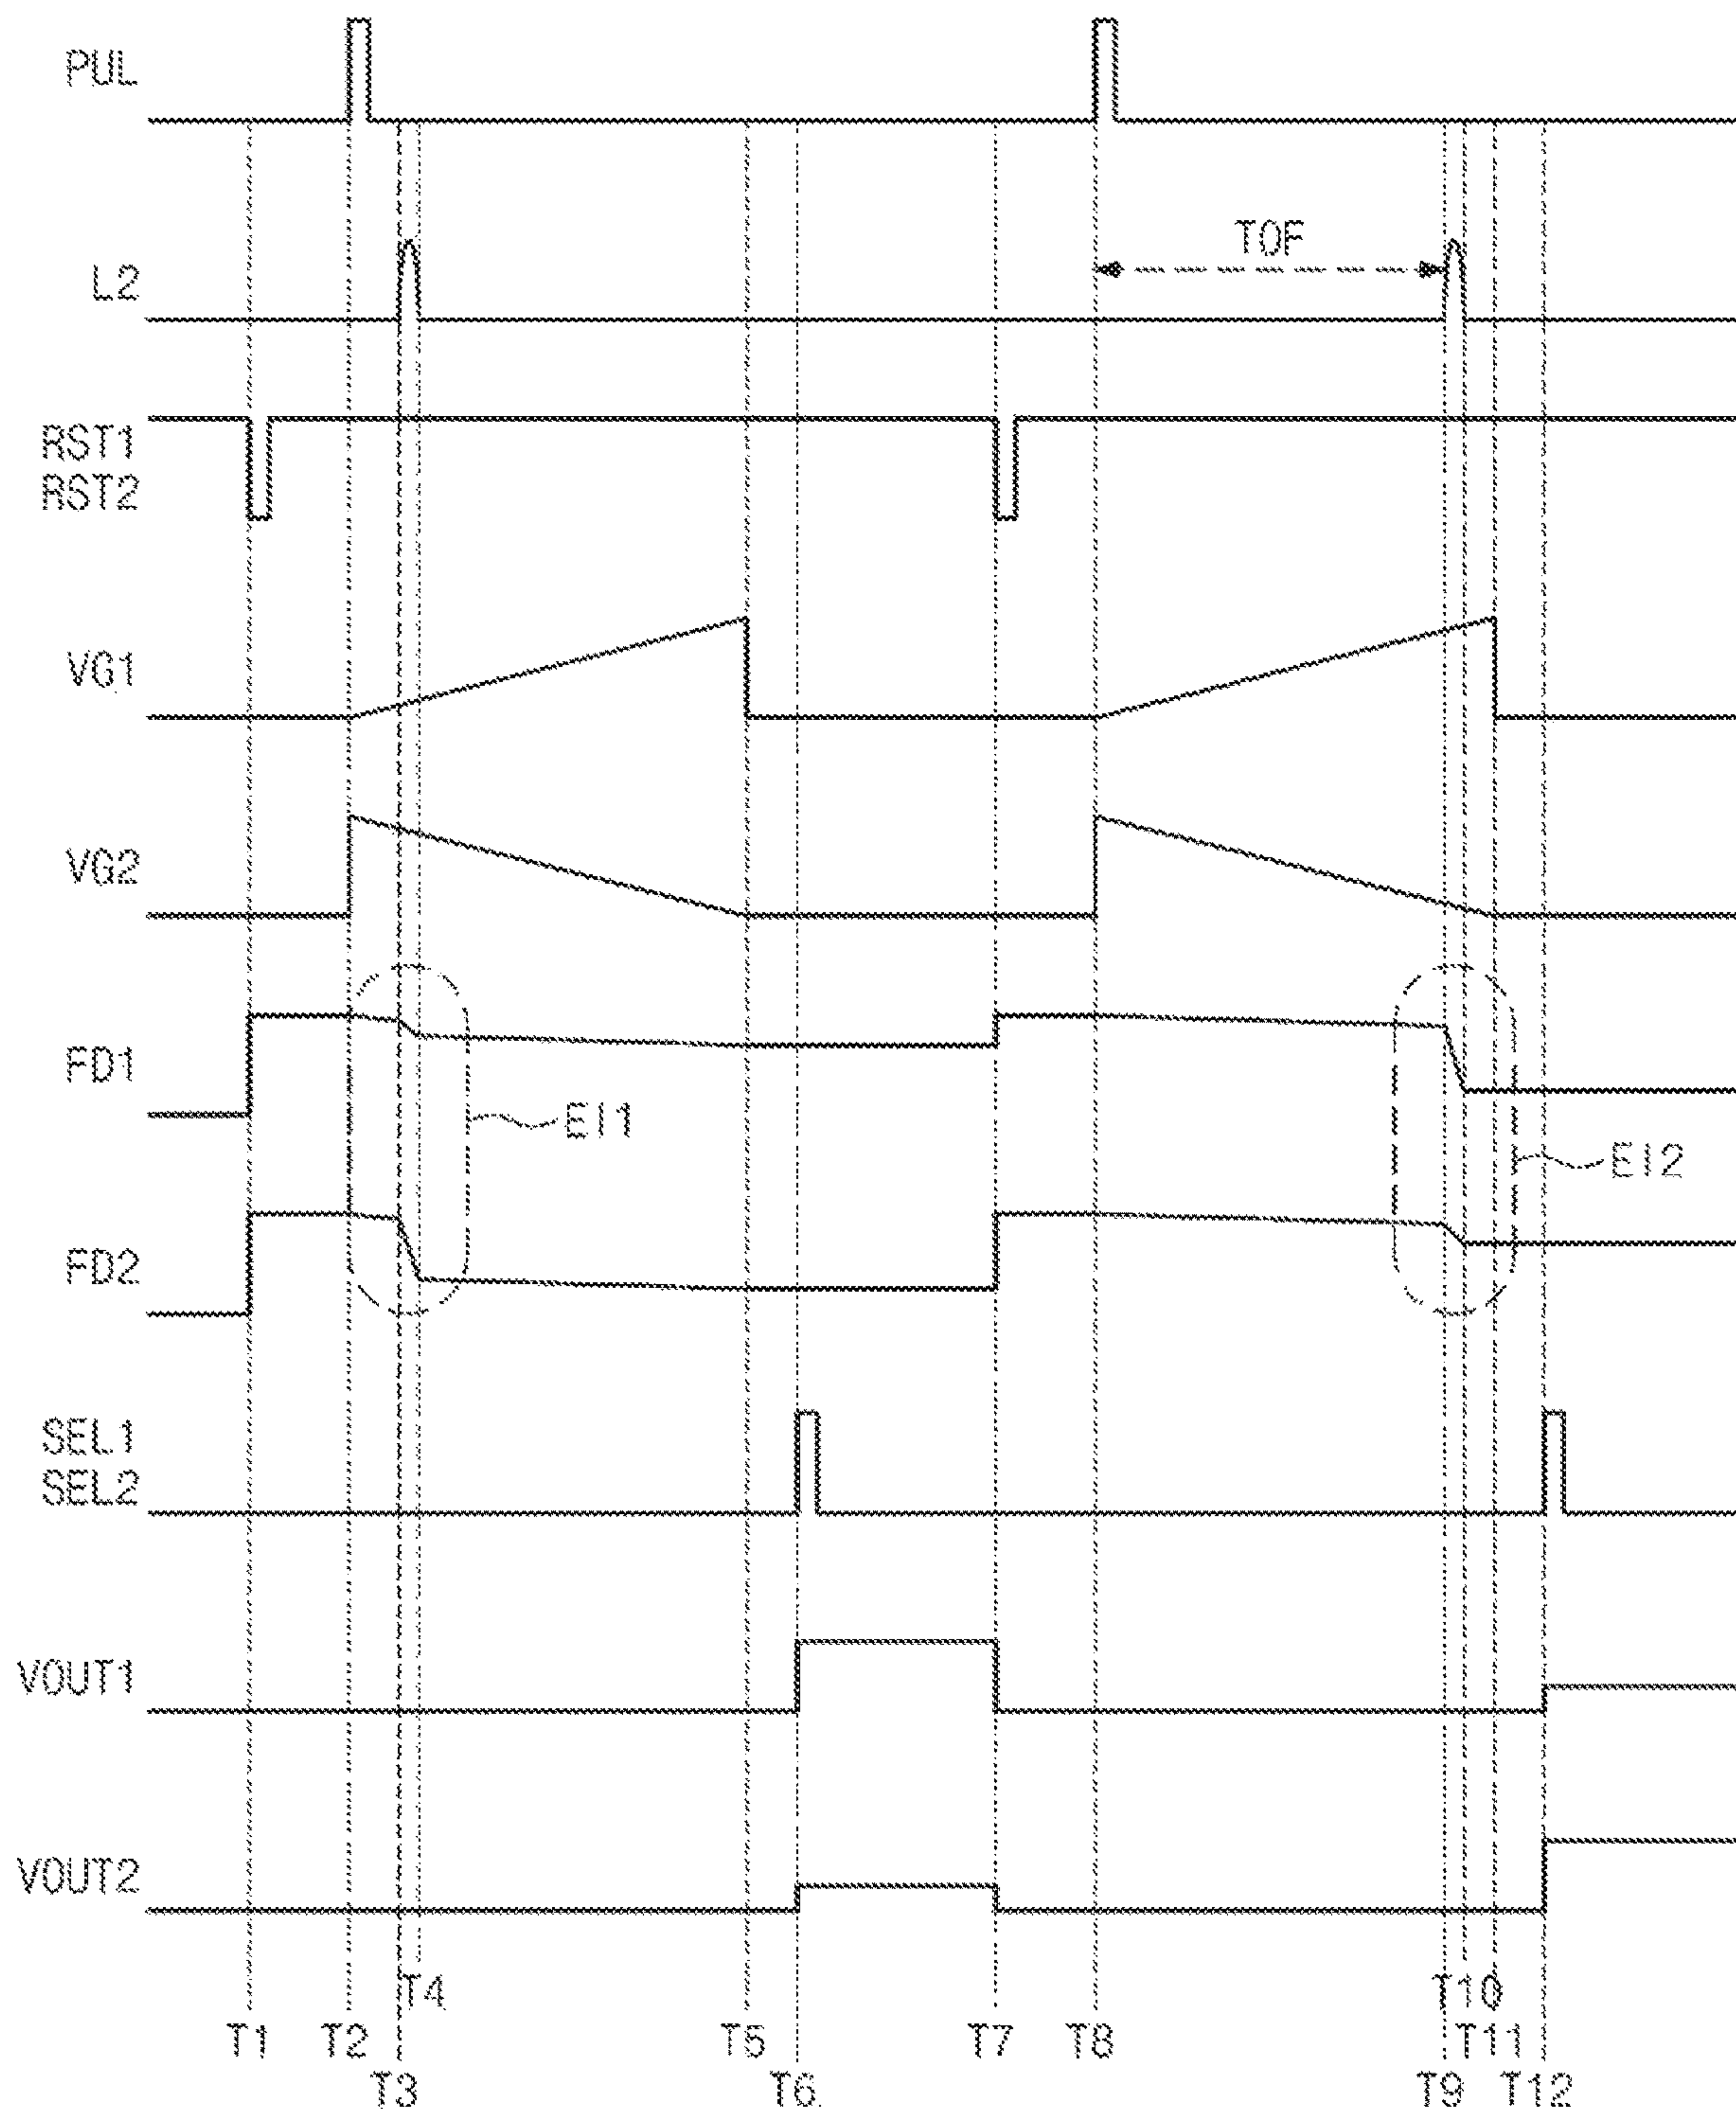 PUL
L2
TOF
RST1
RST2
VG1
VG2
FD1
EI1
EI2
FD2
SEL1
SEL2
VOUT1
VOUT2
T4
T10
T1
T2
T5
T7
T8
T11
T3
T6
T9
T12